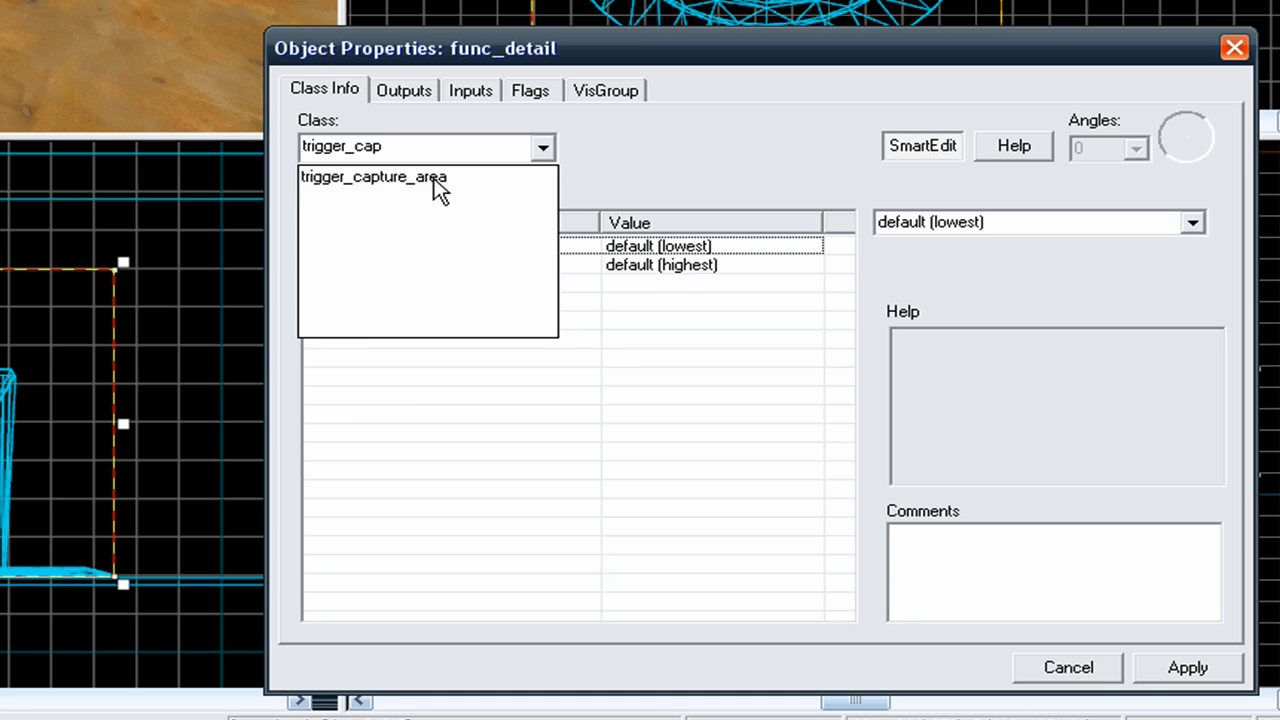 Object Properties: func_detail
Class Info Outputs Inputs Flags VisGroup
Class:
Angles:
trigger_cap
SmartEdit Help 0
trigger_capture_area
Value
default (lowest)
default (lowest)
default (highest)
Help
Comments
Cancel Apply